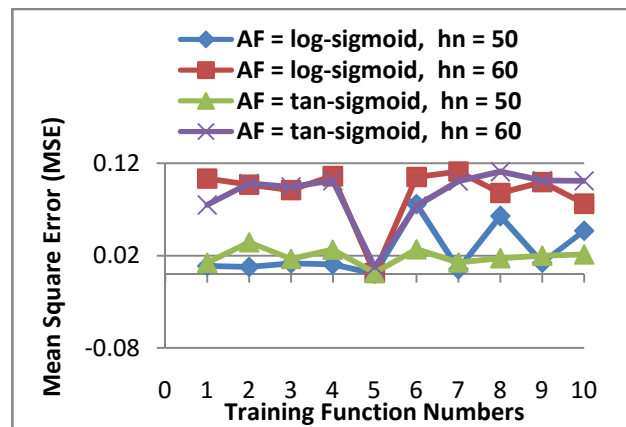 AF = log-sigmoid, hn = 50
AF = log-sigmoid, hn = 60
AF = tan-sigmoid, hn = 50
AF = tan-sigmoid, hn = 60
Mean Square Error (MSE)
0.12
0.02
-0.08
0 1 2 3 4 5 6 7 8 9 10
Training Function Numbers